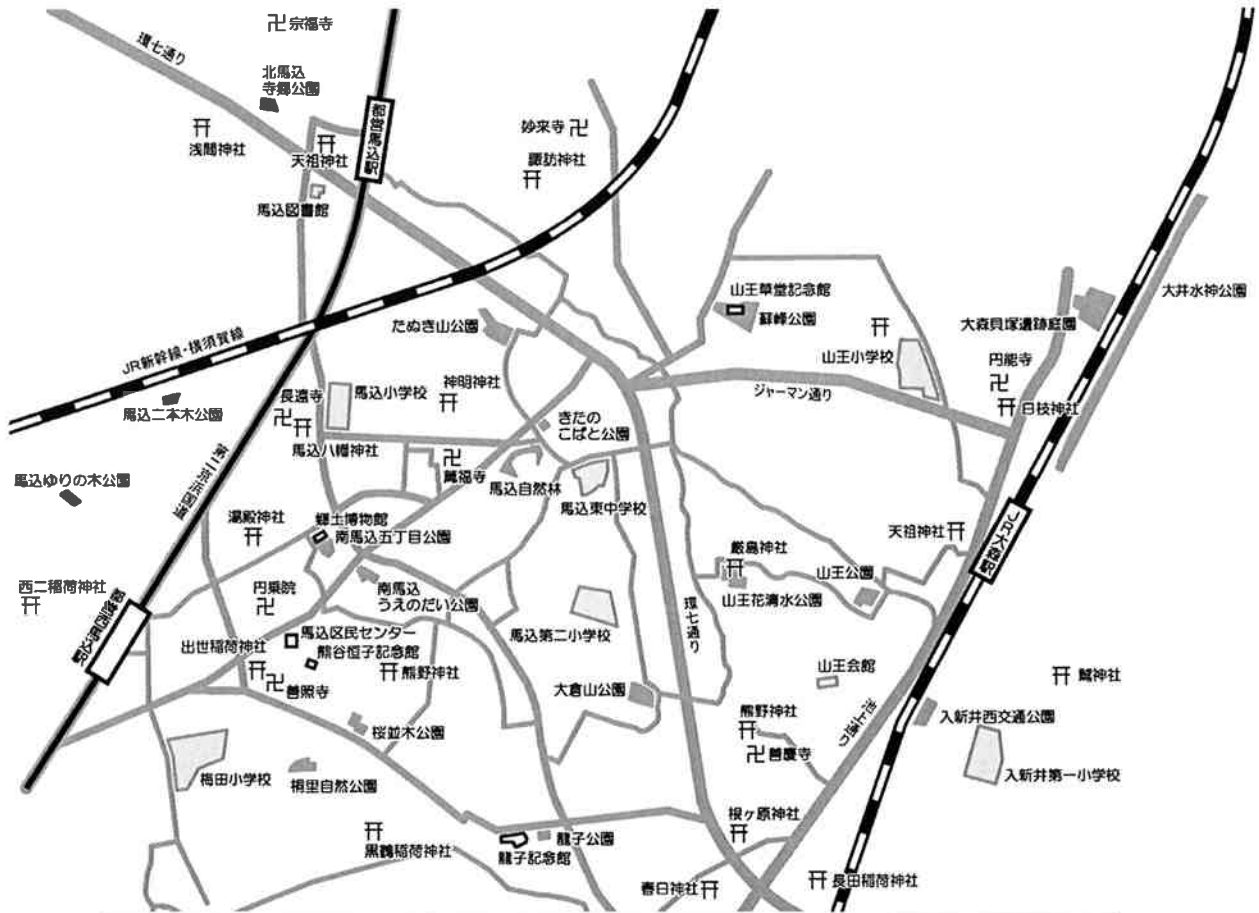 宗福寺
環七通り
北馬込
寺郷公園
都営馬込駅
浅間神社
天祖神社
馬込図書館
妙来寺
諏訪神社
山王草堂記念館
蘇峰公園
大井水神公園
たぬき山公園
大森貝塚遺跡庭園
JR新幹線・横須賀線
山王小学校
円能寺
ジャーマン通り
日枝神社
長遠寺
馬込小学校
神明神社
馬込二本木公園
きたの
こばと公園
馬込八幡神社
第二京浜国道
萬福寺
馬込自然林
馬込東中学校
馬込ゆりの木公園
湯殿神社
郷土博物館
南馬込五丁目公園
天祖神社
JR大森駅
厳島神社
山王公園
山王花清水公園
西二稲荷神社
円乗院
南馬込
うえのだい公園
都営西馬込駅
馬込第二小学校
環七通り
出世稲荷神社
馬込区民センター
熊谷恒子記念館
熊野神社
善照寺
大倉山公園
山王会館
鷲神社
池上通り
入新井西交通公園
熊野神社
善慶寺
桜並木公園
梅田小学校
桐里自然公園
入新井第一小学校
根ヶ原神社
黒鶴稲荷神社
龍子公園
龍子記念館
春日神社
長田稲荷神社